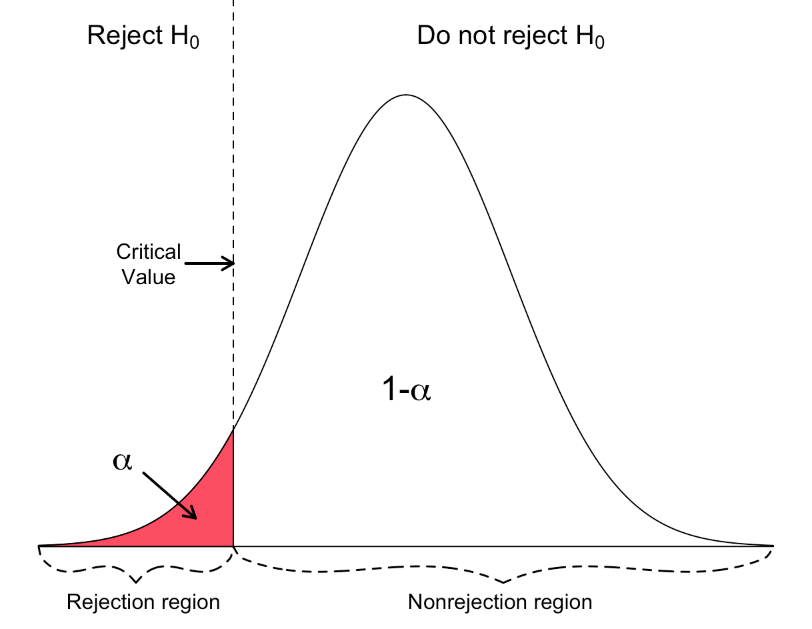 Reject H₀
Do not reject H₀
Critical
Value
1-α
α
Rejection region
Nonrejection region